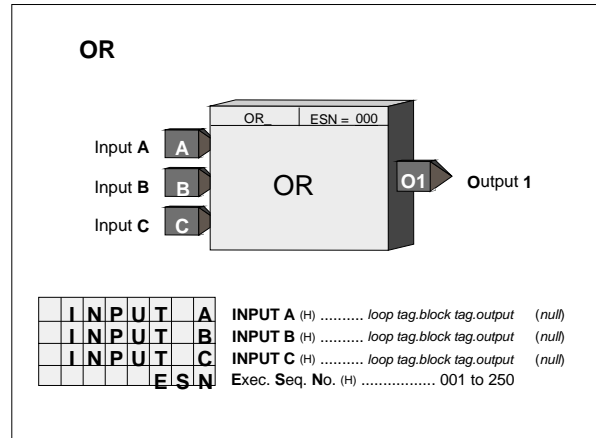 OR
OR_ ESN = 000
Input A A
Input B B OR O1 Output 1
Input C C
INPUT A INPUT A (H) .......... loop tag.block tag.output (null)
INPUT B INPUT B (H) .......... loop tag.block tag.output (null)
INPUT C INPUT C (H) .......... loop tag.block tag.output (null)
ESN Exec. Seq. No. (H) ................. 001 to 250